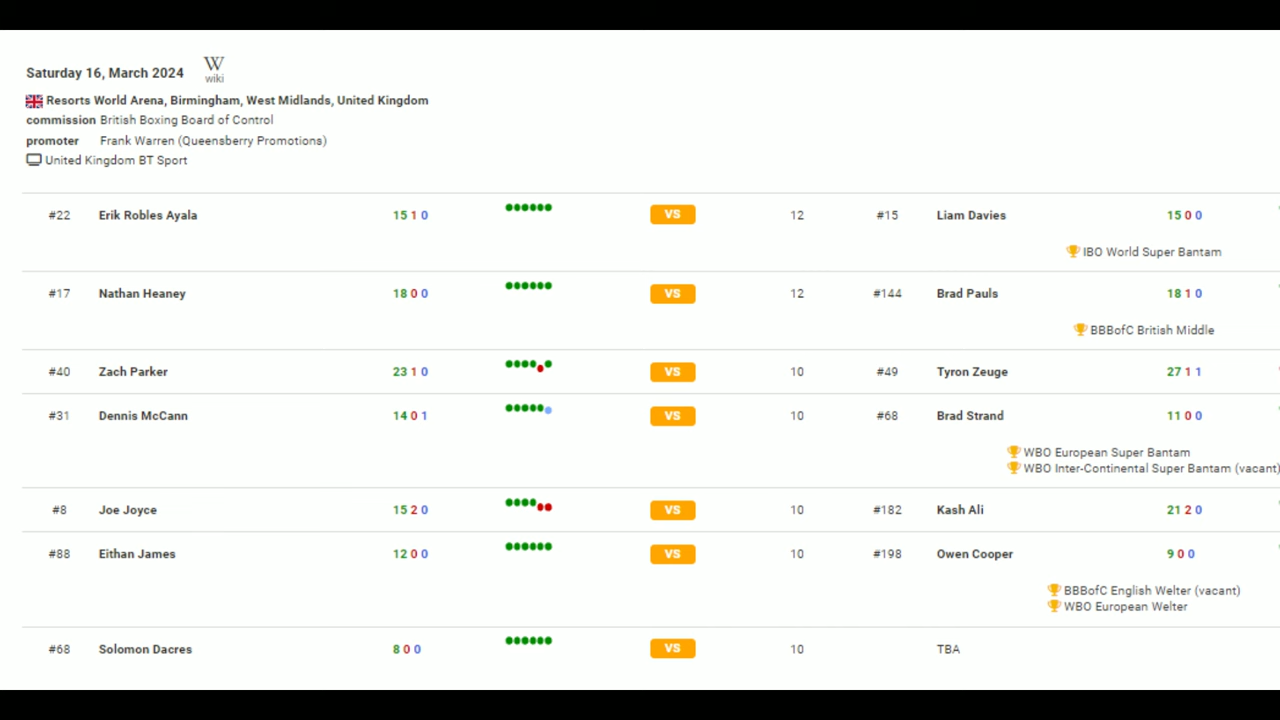 Saturday 16, March 2024 W
wiki
Resorts World Arena, Birmingham, West Midlands, United Kingdom
commission British Boxing Board of Control
promoter Frank Warren (Queensberry Promotions)
United Kingdom BT Sport
#22 Erik Robles Ayala 15 1 0 VS 12 #15 Liam Davies 15 0 0
IBO World Super Bantam
#17 Nathan Heaney 18 0 0 VS 12 #144 Brad Pauls 18 1 0
BBBofC British Middle
#40 Zach Parker 23 1 0 VS 10 #49 Tyron Zeuge 27 1 1
#31 Dennis McCann 14 0 1 VS 10 #68 Brad Strand 11 0 0
WBO European Super Bantam
WBO Inter-Continental Super Bantam (vacant)
#8 Joe Joyce 15 2 0 VS 10 #182 Kash Ali 21 2 0
#88 Eithan James 12 0 0 VS 10 #198 Owen Cooper 9 0 0
BBBofC English Welter (vacant)
WBO European Welter
#68 Solomon Dacres 8 0 0 VS 10 TBA